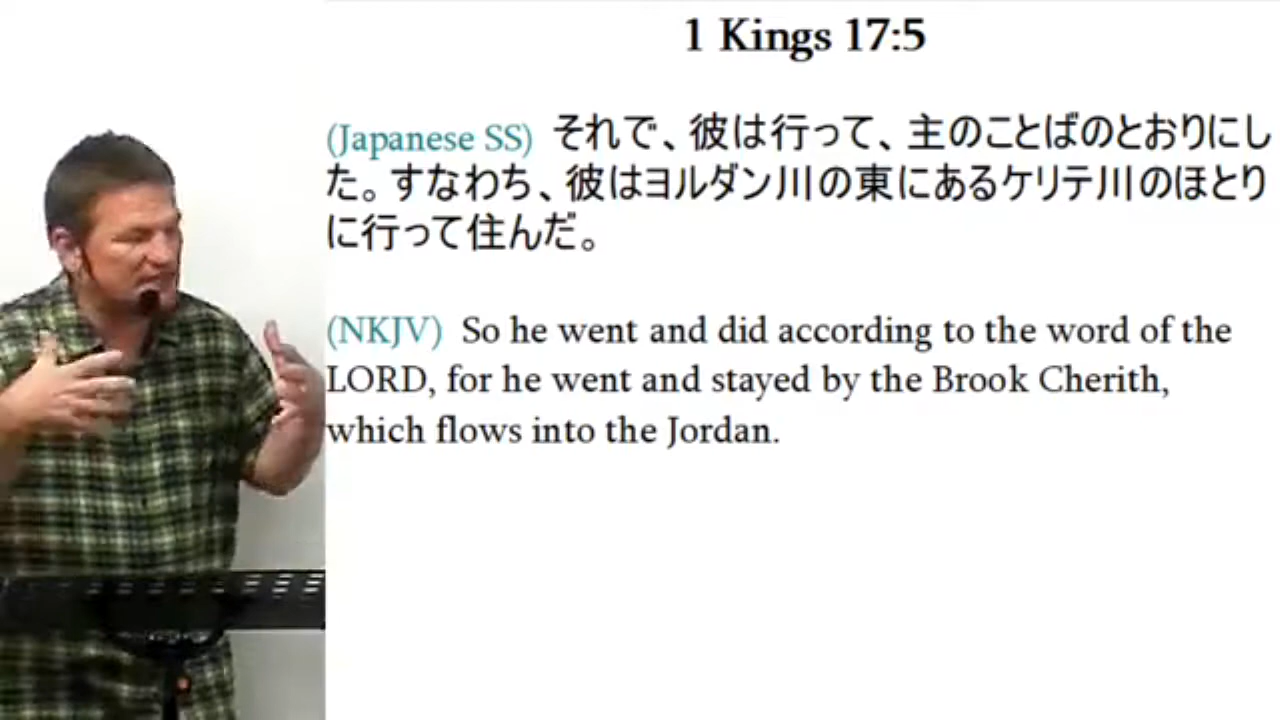 1 Kings 17:5
(Japanese SS) それで、彼は行って、主のことばのとおりにし
た。すなわち、彼はヨルダン川の東にあるケリテ川のほとり
に行って住んだ。
(NKJV) So he went and did according to the word of the
LORD, for he went and stayed by the Brook Cherith,
which flows into the Jordan.